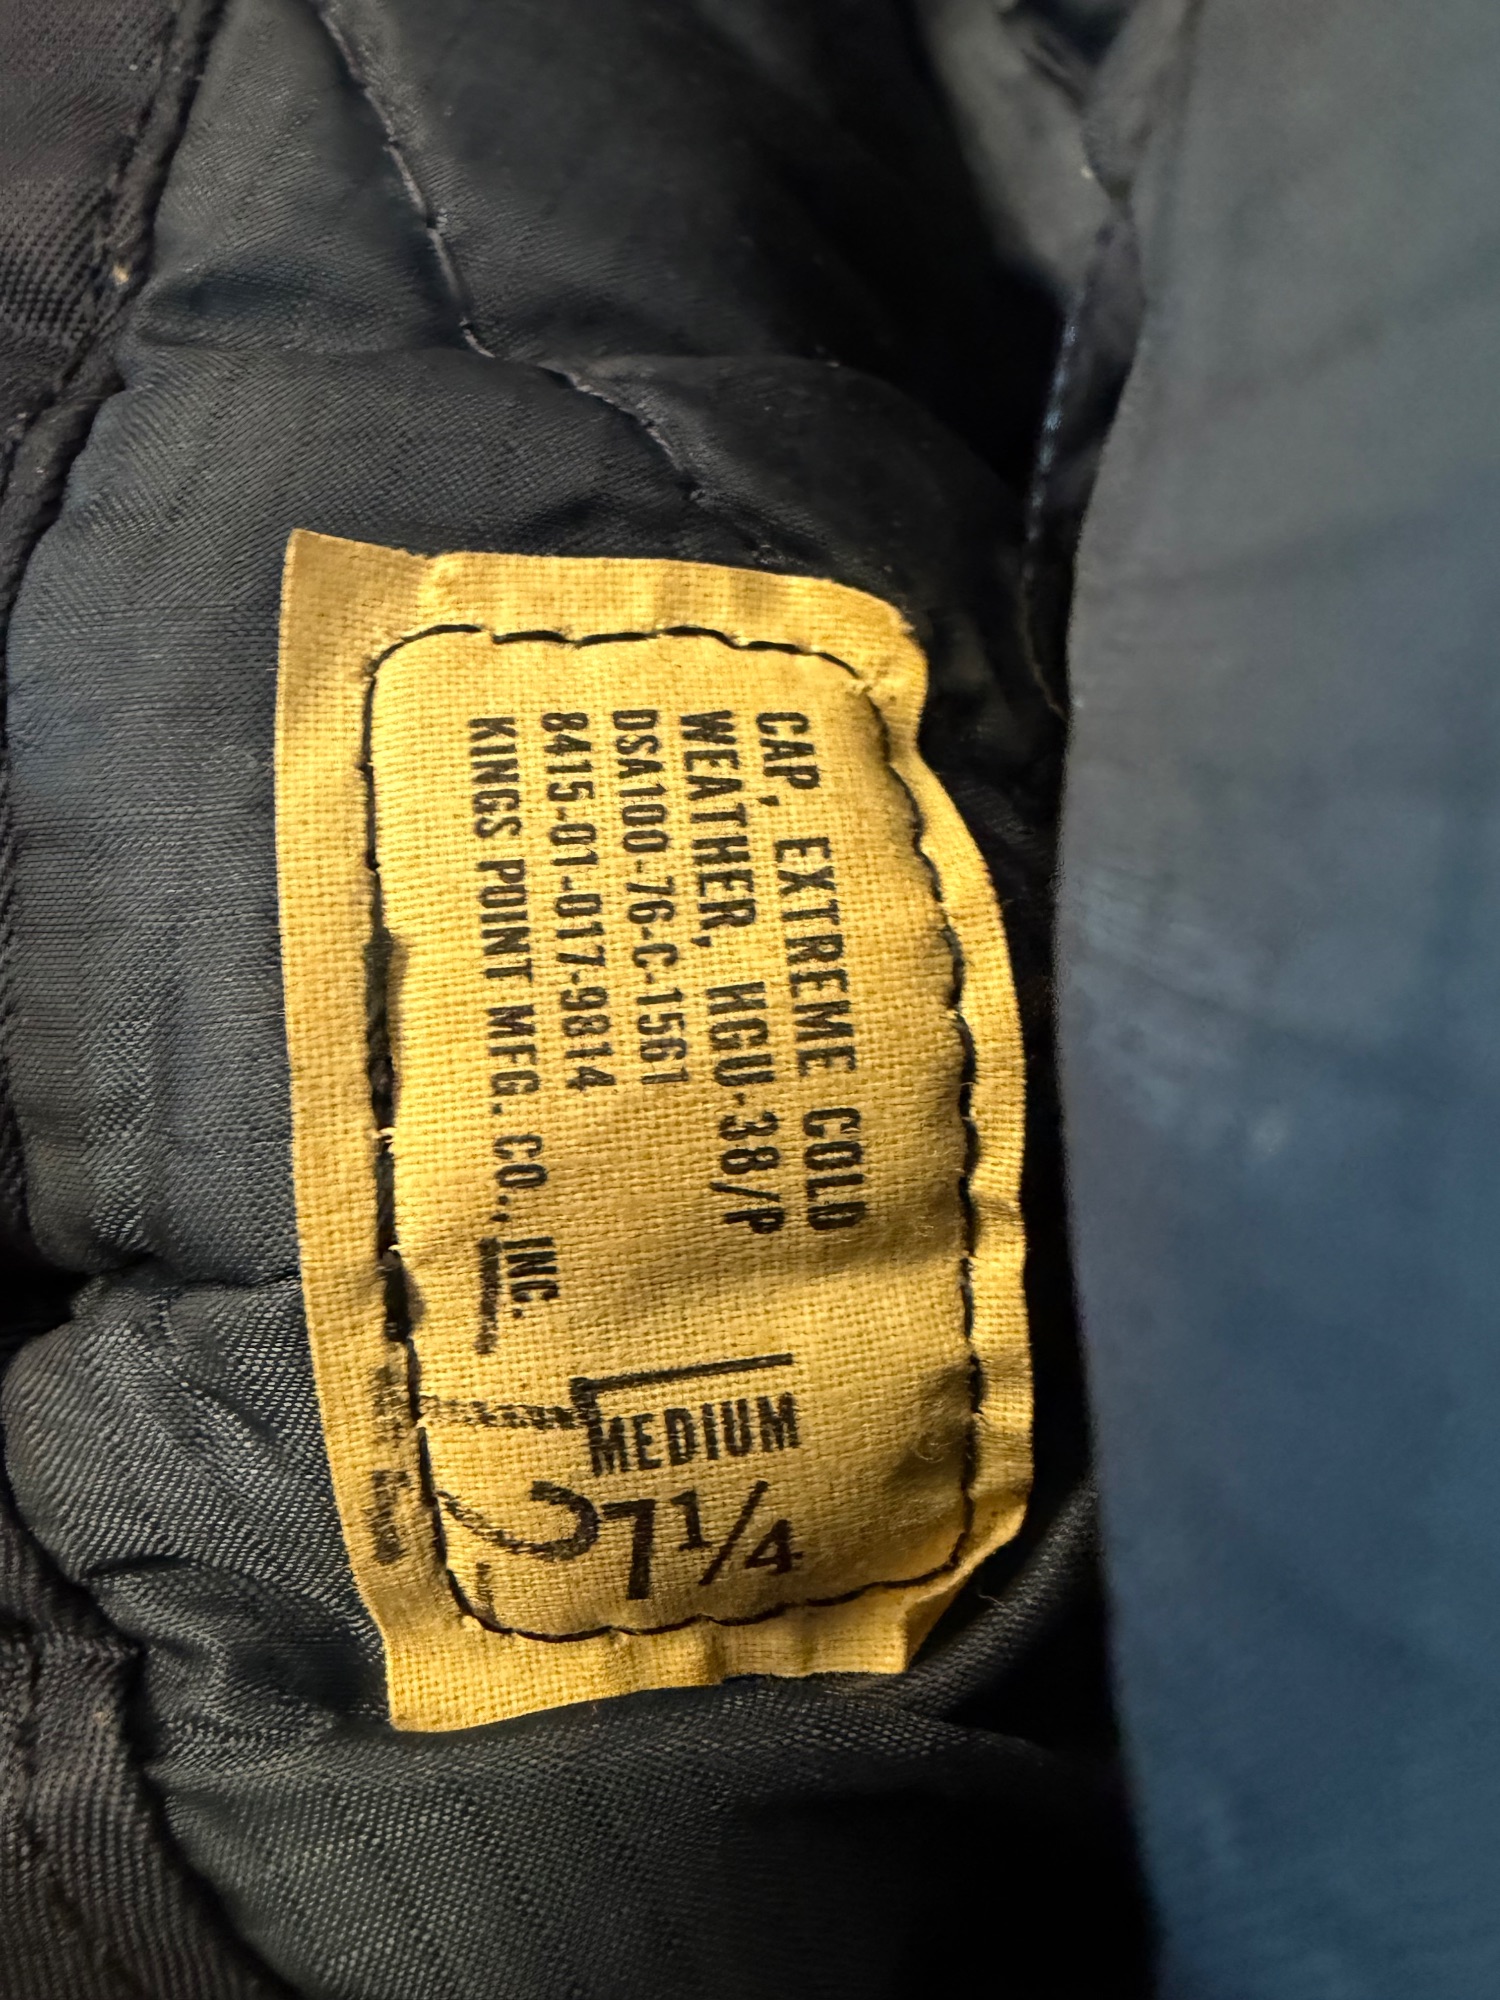 CAP, EXTREME COLD
WEATHER, HGU-38/P
DSA100-76-C-1561
8415-01-017-9814
KINGS POINT MFG. CO., INC.
MEDIUM
7 1/4